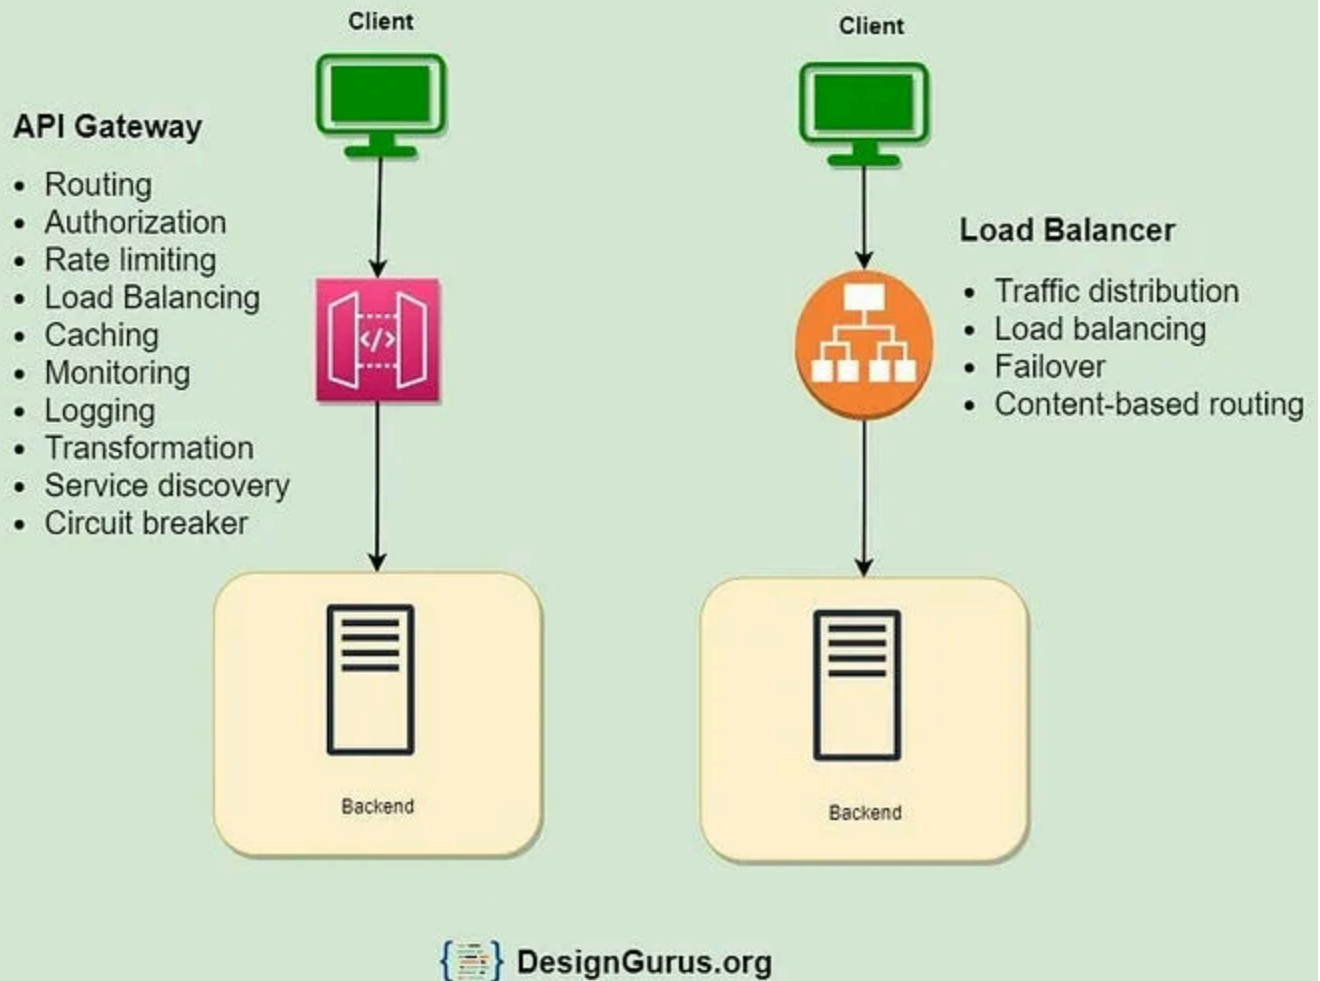 Client
API Gateway
• Routing
• Authorization
• Rate limiting
• Load Balancing
• Caching
• Monitoring
• Logging
• Transformation
• Service discovery
• Circuit breaker
</>
Backend
Client
Load Balancer
• Traffic distribution
• Load balancing
• Failover
• Content-based routing
Backend
DesignGurus.org